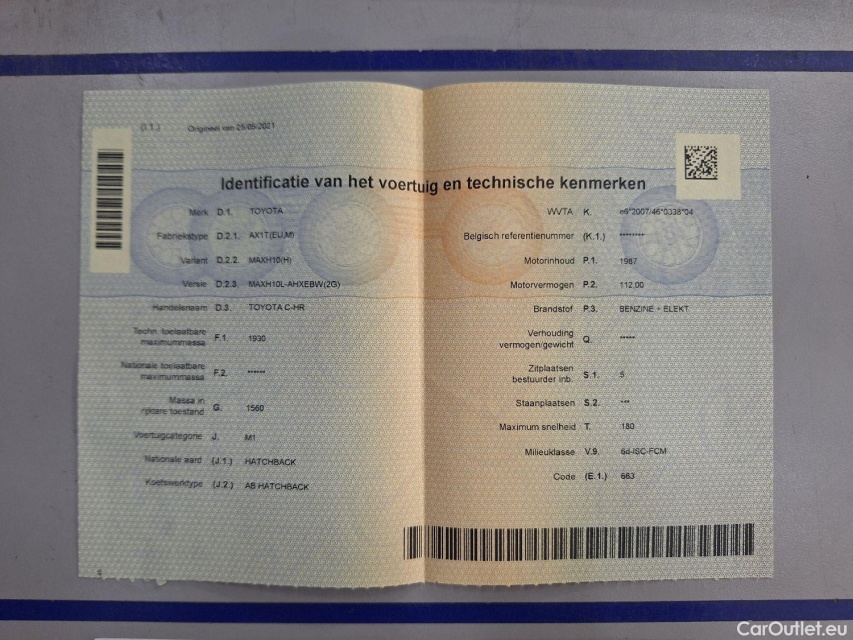 (I.1.) Origineel van 25/05/2021
Identificatie van het voertuig en technische kenmerken
Merk D.1. TOYOTA
Fabriekstype D.2.1. AX1T(EU,M)
Variant D.2.2. MAXH10(H)
Versie D.2.3. MAXH10L-AHXEBW(2G)
Handelsnaam D.3. TOYOTA C-HR
Techn. toelaatbare
maximummassa F.1. 1930
Nationale toelaatbare
maximummassa F.2. ******
Massa in
rijklare toestand G. 1560
Voertuigcategorie J. M1
Nationale aard (J.1.) HATCHBACK
Koetswerktype (J.2.) AB HATCHBACK
WVTA K. e6*2007/46*0338*04
Belgisch referentienummer (K.1.) ********
Motorinhoud P.1. 1987
Motorvermogen P.2. 112,00
Brandstof P.3. BENZINE + ELEKT
Verhouding
vermogen/gewicht Q. *****
Zitplaatsen
bestuurder inb. S.1. 5
Staanplaatsen S.2. ***
Maximum snelheid T. 180
Milieuklasse V.9. 6d-ISC-FCM
Code (E.1.) 663
CarOutlet.eu